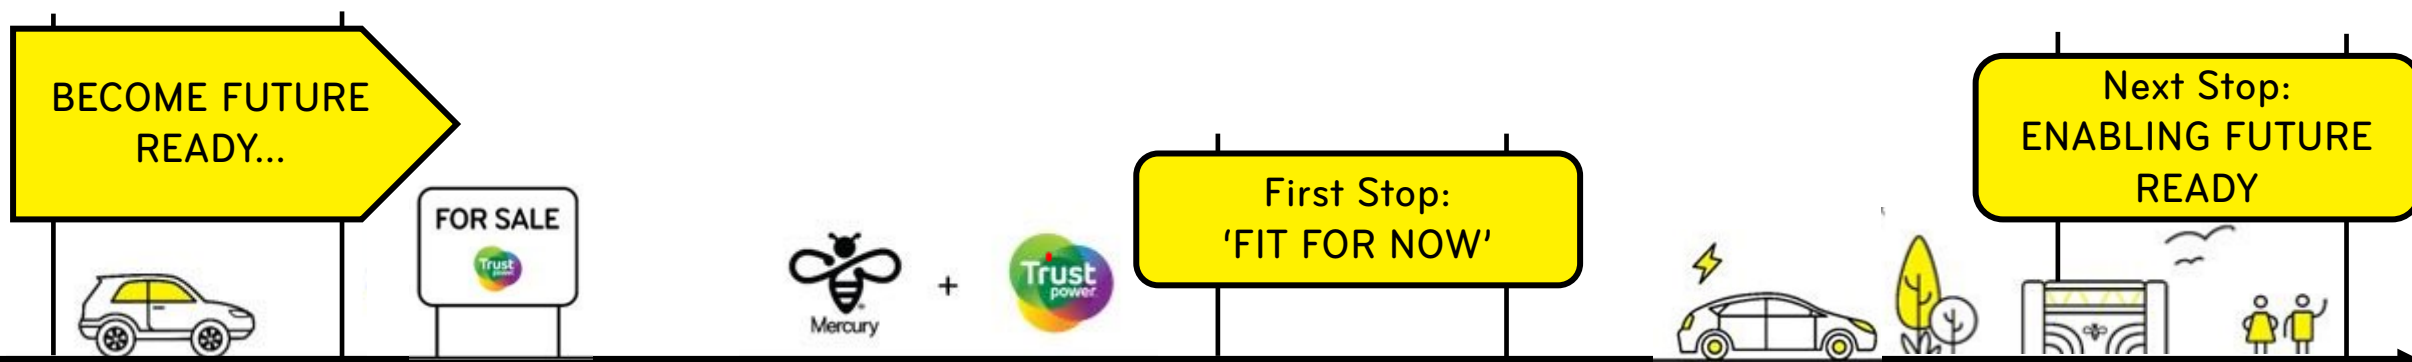 BECOME FUTURE
READY...
FOR SALE
Trust
power
Mercury
+
Trust
power
First Stop:
‘FIT FOR NOW’
Next Stop:
ENABLING FUTURE
READY